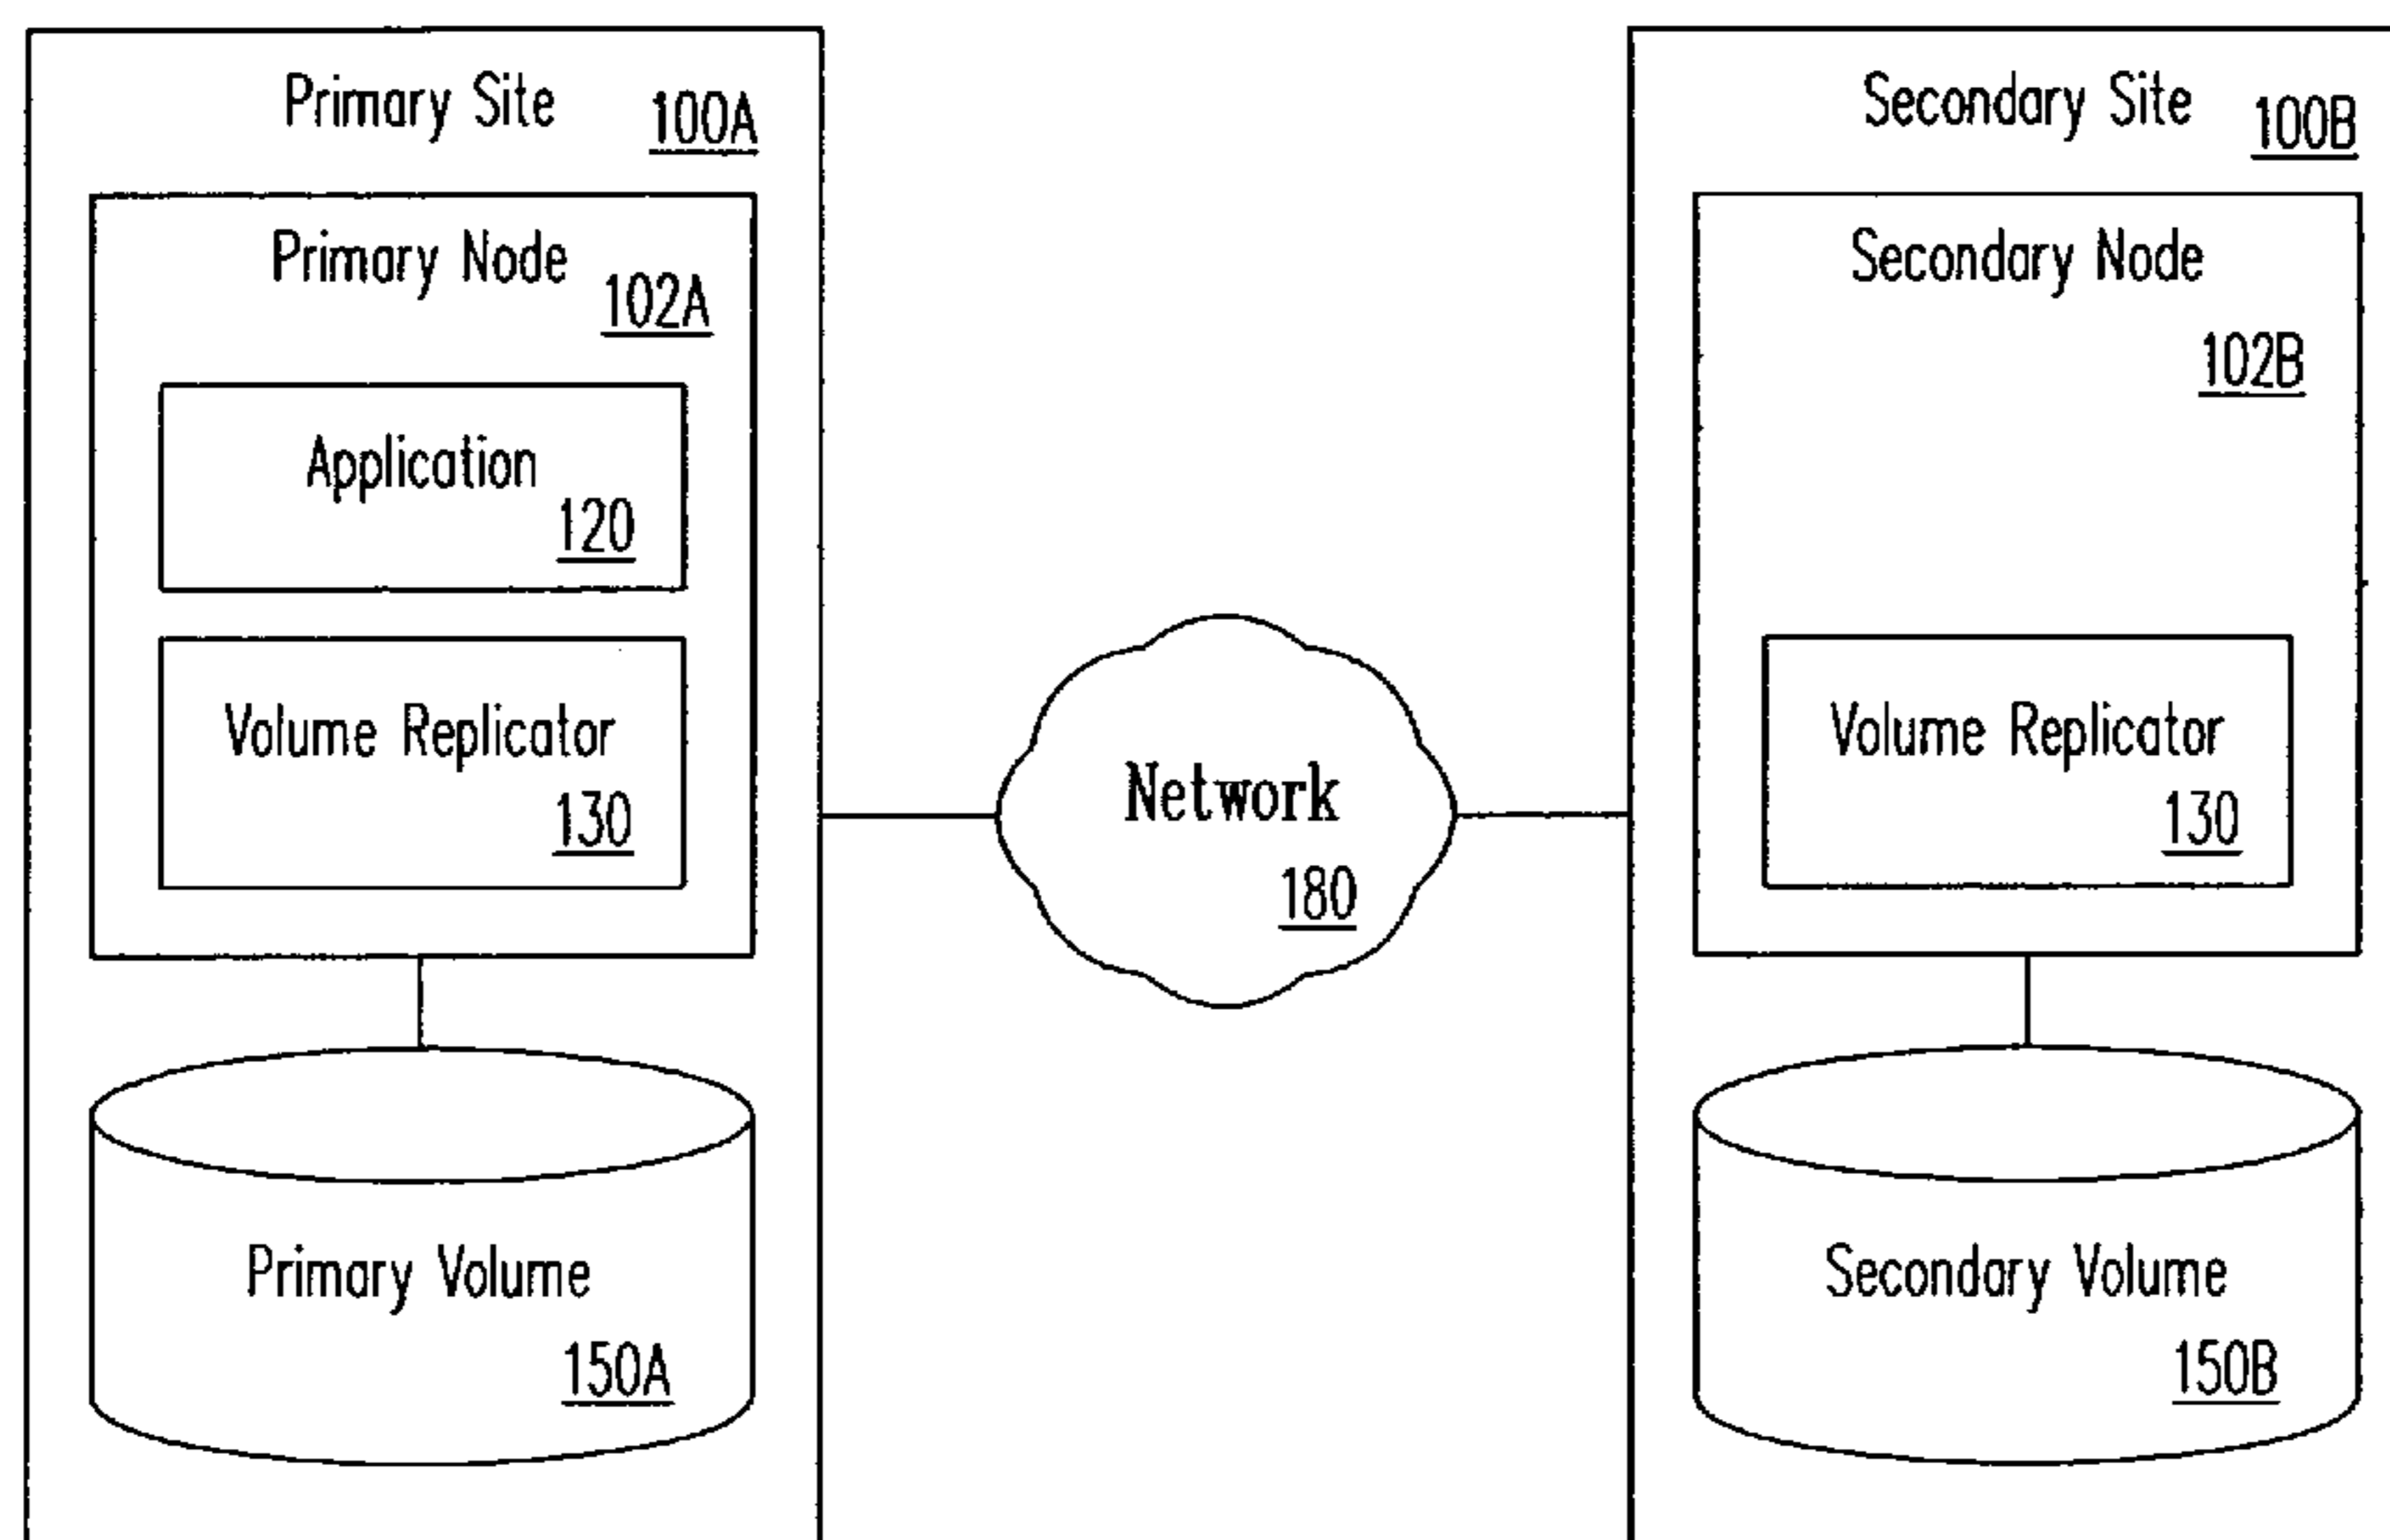 Primary Site
100A
Primary Node
102A
Application
120
Volume Replicator
130
Primary Volume
150A
Network
180
Secondary Site
100B
Secondary Node
102B
Volume Replicator
130
Secondary Volume
150B